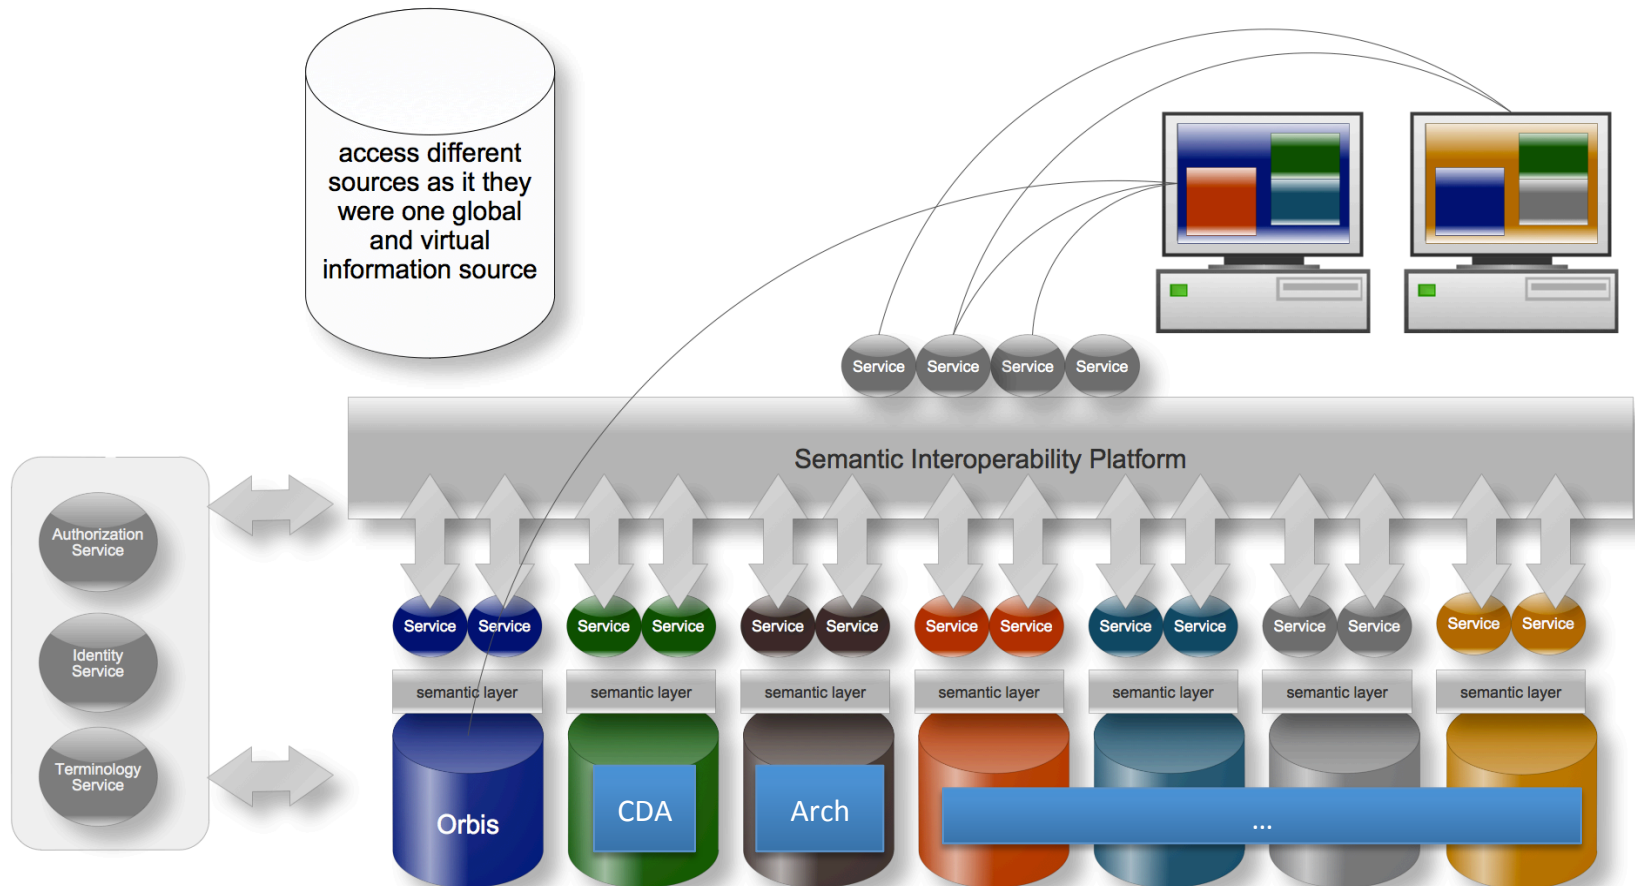 access different
sources as it they
were one global
and virtual
information source
Service Service Service Service
Semantic Interoperability Platform
Authorization
Service
Identity
Service
Terminology
Service
Service Service Service Service Service Service Service Service Service Service Service Service Service Service
semantic layer semantic layer semantic layer semantic layer semantic layer semantic layer semantic layer
Orbis CDA Arch ...